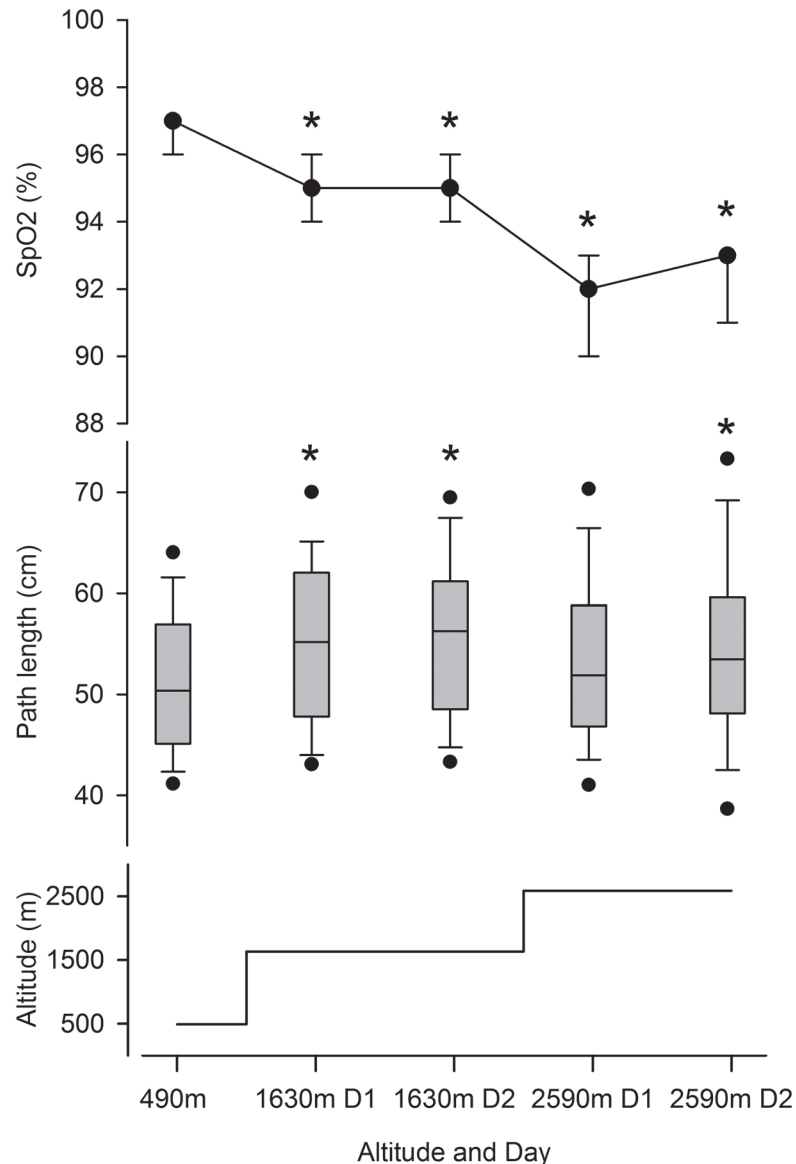 100
98
96
94
92
90
88
SpO2 (%)
* * * *
70
60
50
40
Path length (cm)
* * *
2500
1500
500
Altitude (m)
490m 1630m D1 1630m D2 2590m D1 2590m D2
Altitude and Day